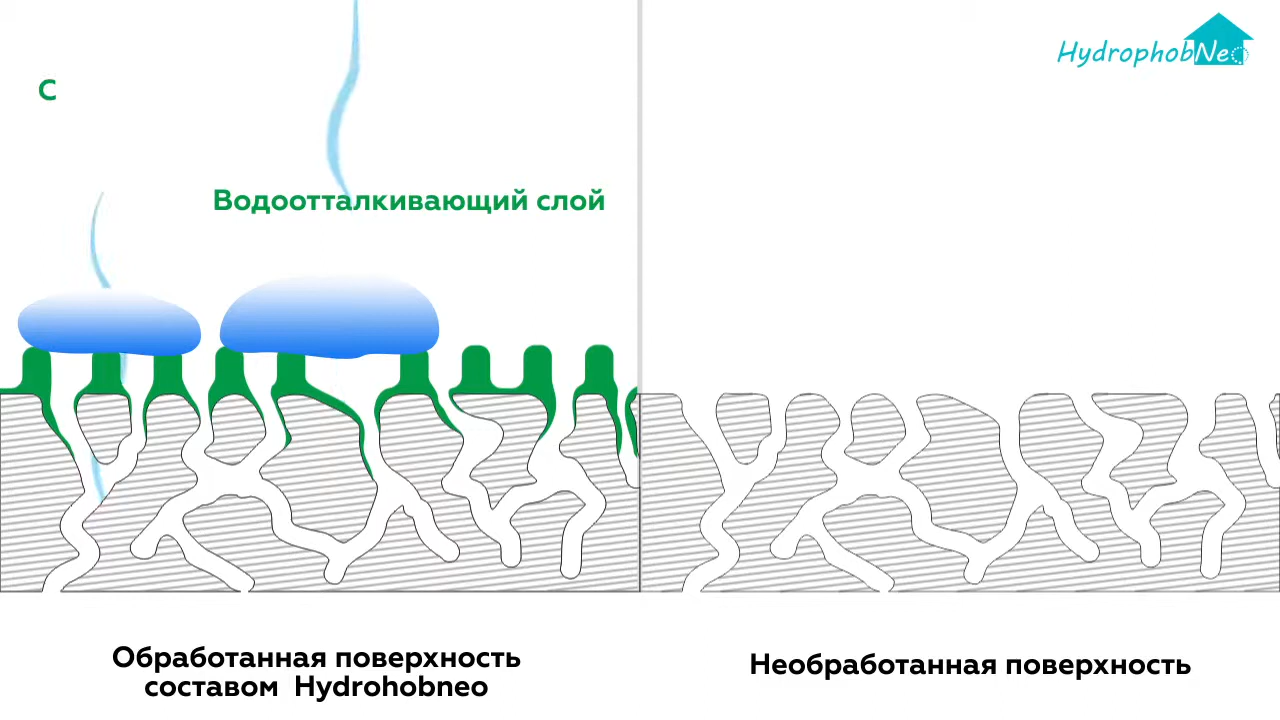 HydrophobNeo
С
Водоотталкивающий слой
Обработанная поверхность
составом Hydrohobneo
Необработанная поверхность